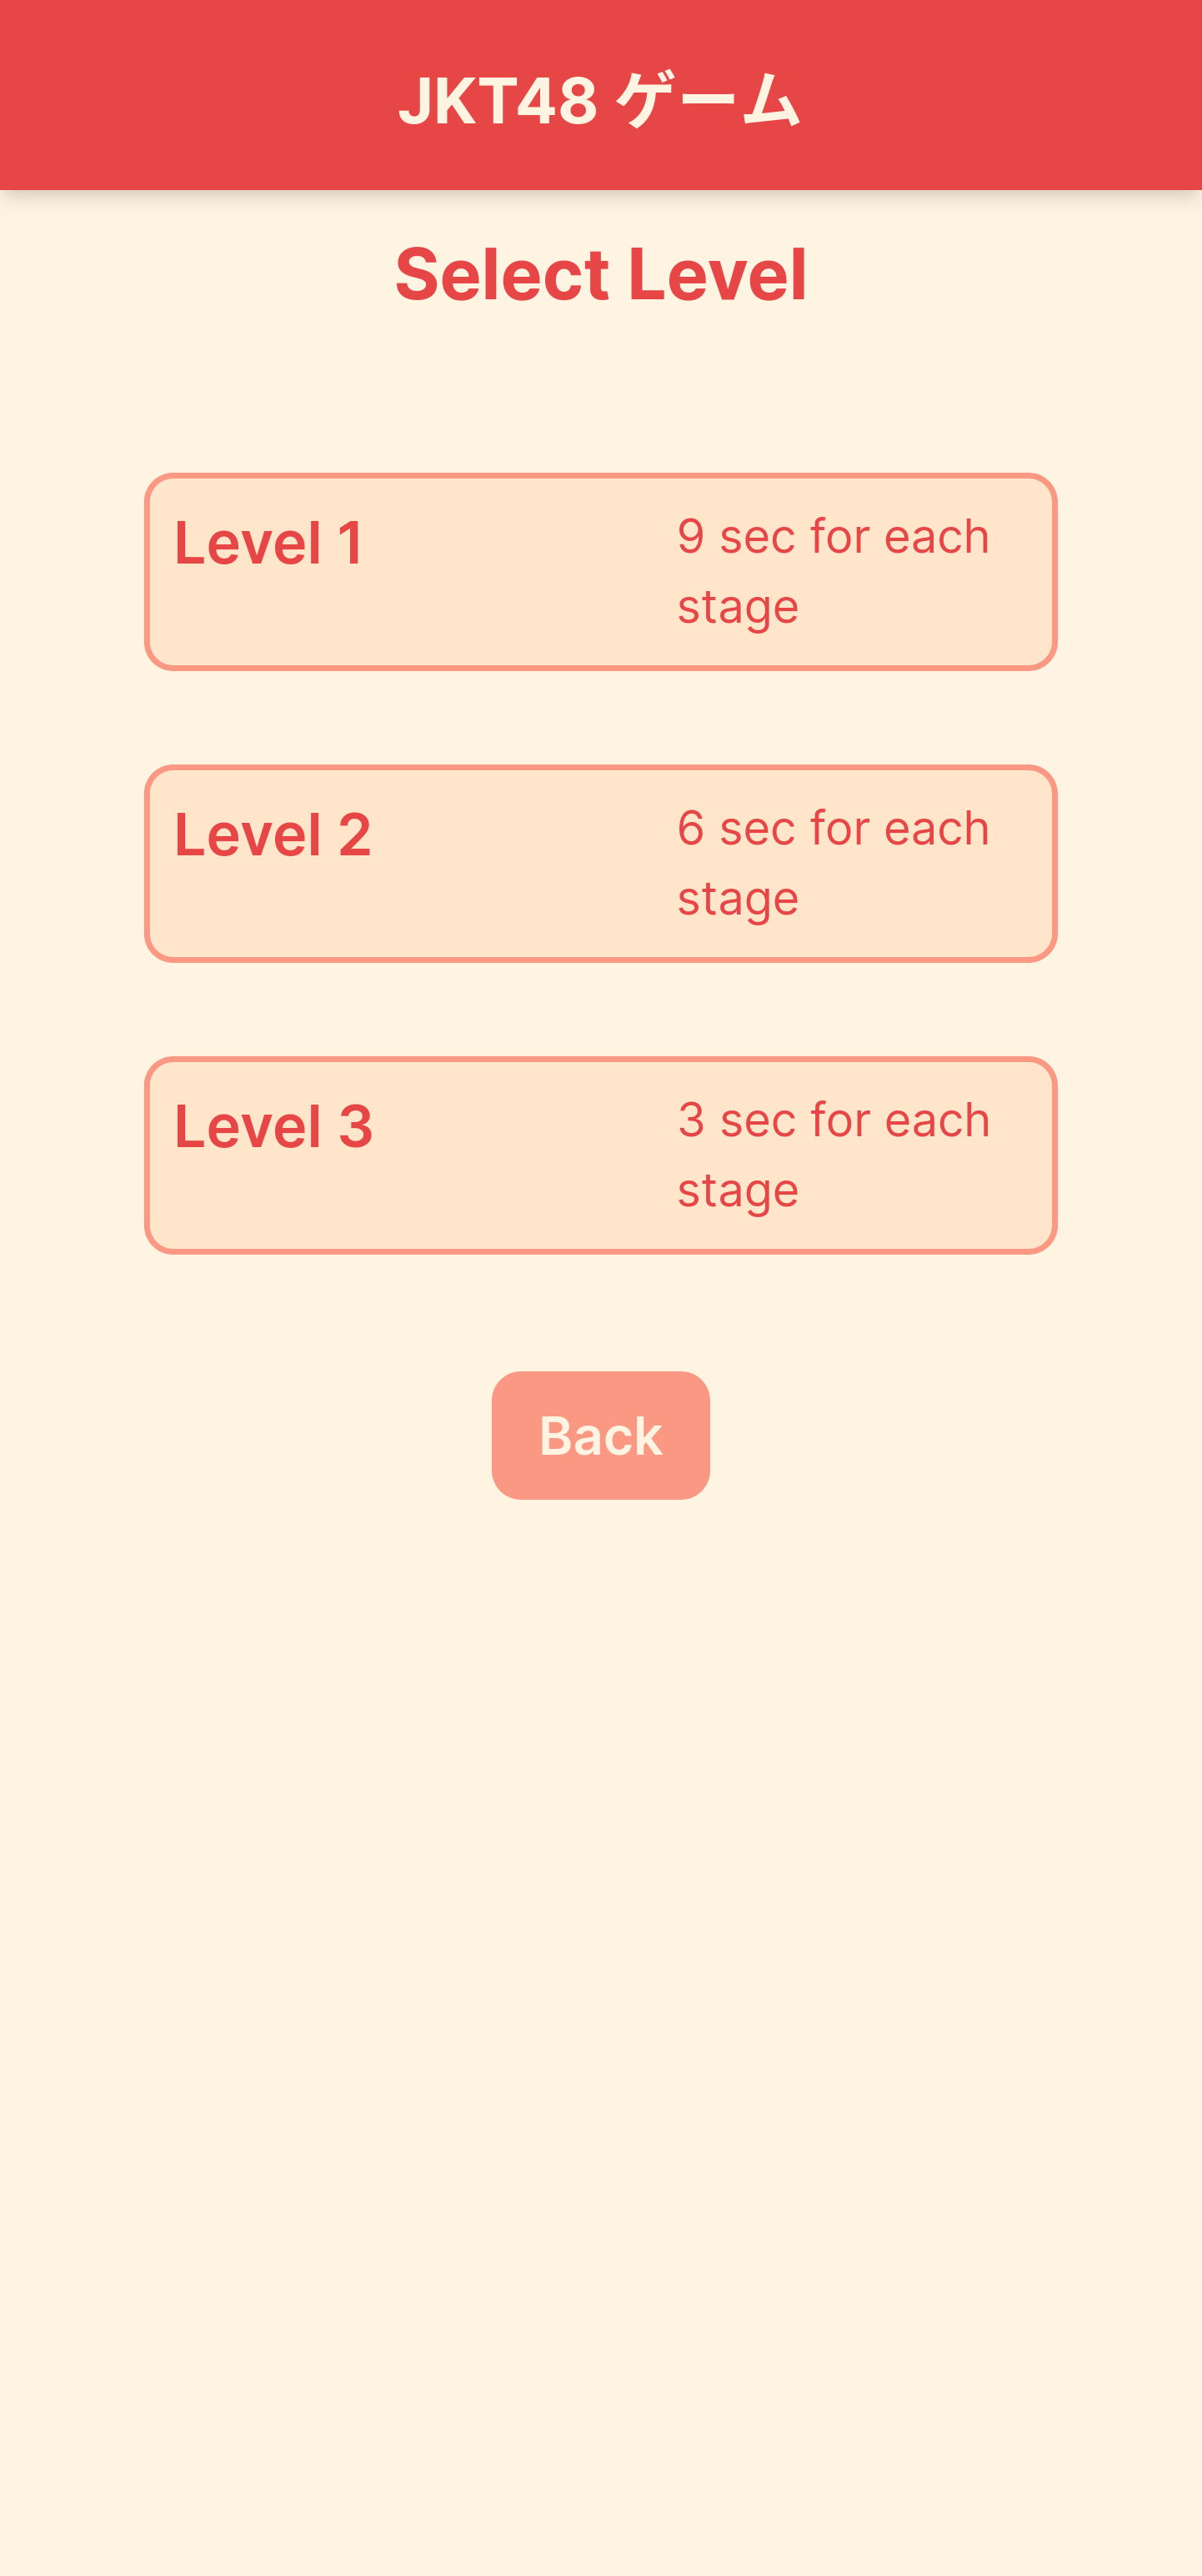 JKT48 ゲーム
Select Level
Level 1
9 sec for each
stage
Level 2
6 sec for each
stage
Level 3
3 sec for each
stage
Back